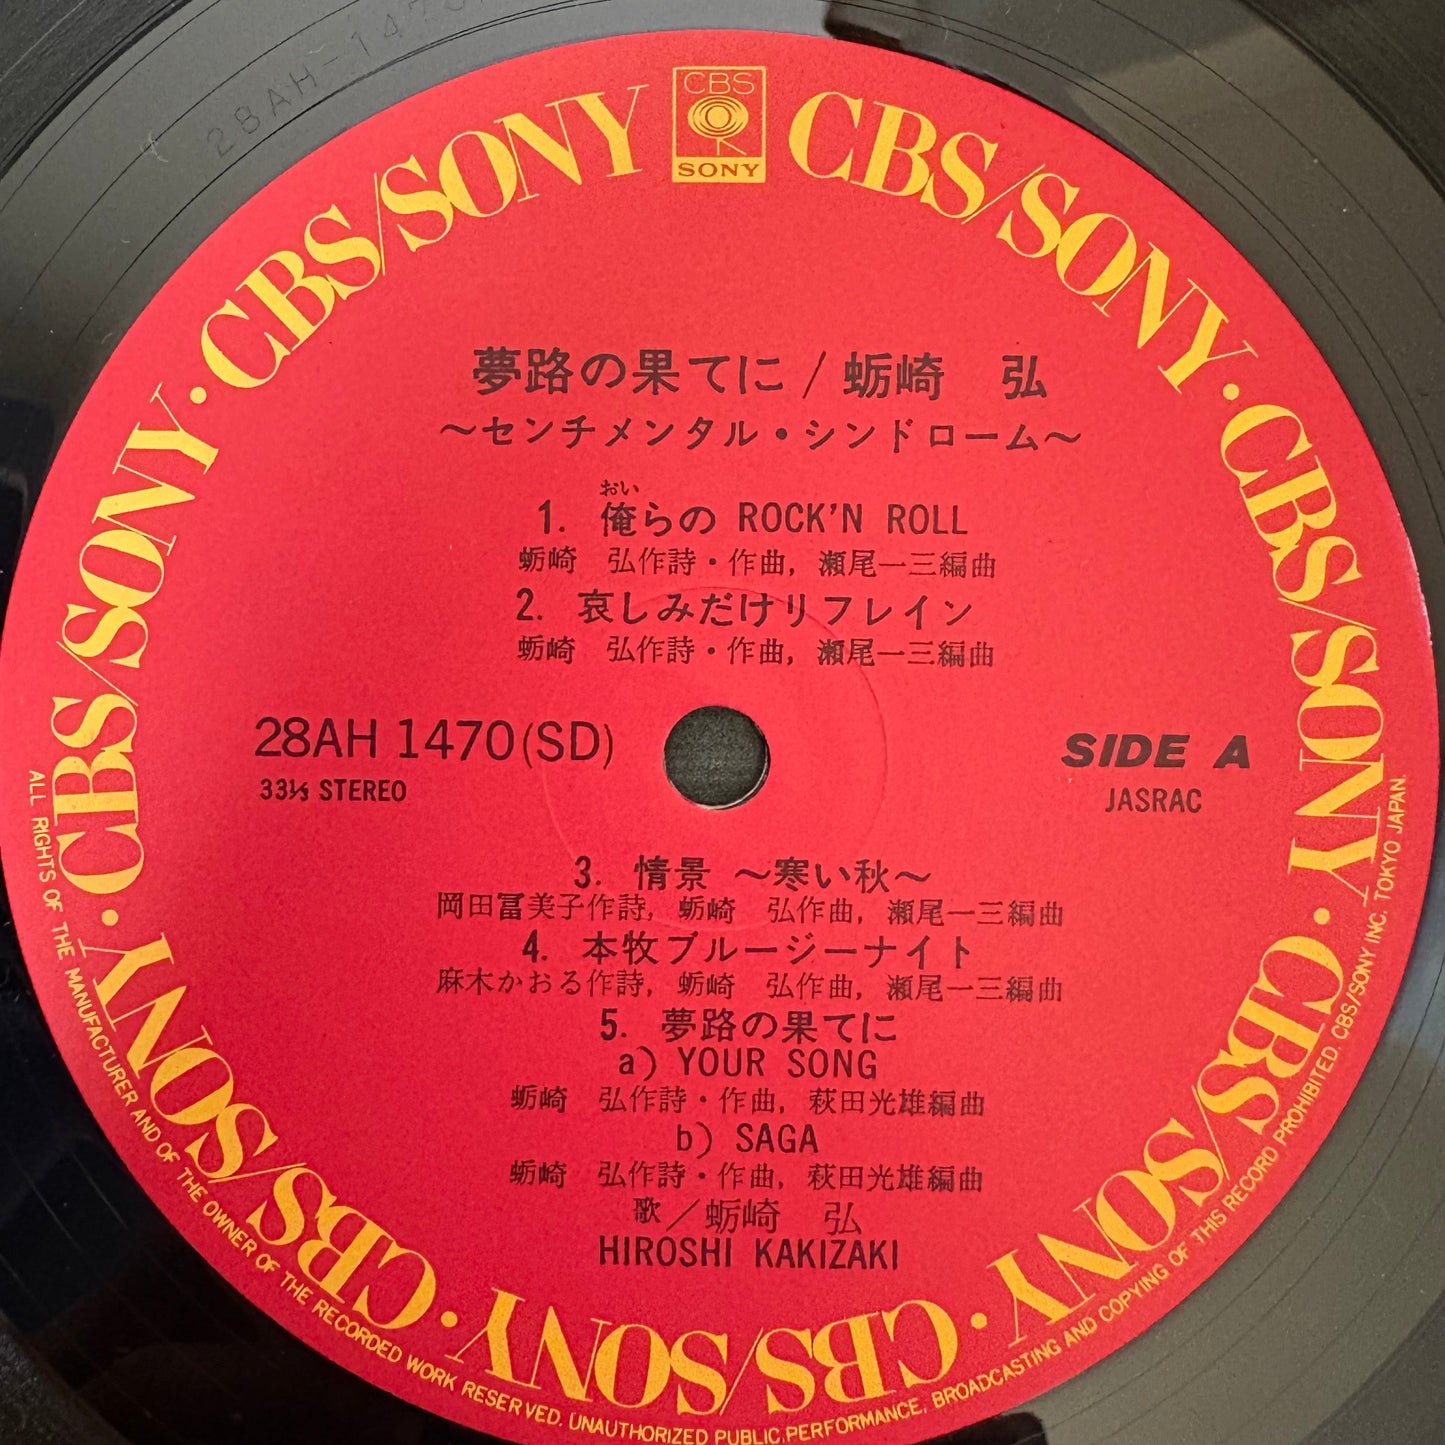 28AH-1470
CBS
SONY
CBS/SONY · CBS/SONY · CBS/SONY · CBS/SONY · CBS/SONY · CBS/SONY · CBS/SONY · CBS/SONY · CBS/SONY
夢路の果てに / 蛎崎 弘
〜センチメンタル・シンドローム〜
おい
1. 俺らの ROCK'N ROLL
蛎崎 弘作詩・作曲, 瀬尾一三編曲
2. 哀しみだけリフレイン
蛎崎 弘作詩・作曲, 瀬尾一三編曲
28AH 1470(SD)
33⅓ STEREO
SIDE A
JASRAC
3. 情景 〜寒い秋〜
岡田冨美子作詩, 蛎崎 弘作曲, 瀬尾一三編曲
4. 本牧ブルージーナイト
麻木かおる作詩, 蛎崎 弘作曲, 瀬尾一三編曲
5. 夢路の果てに
a) YOUR SONG
蛎崎 弘作詩・作曲, 萩田光雄編曲
b) SAGA
蛎崎 弘作詩・作曲, 萩田光雄編曲
歌／蛎崎 弘
HIROSHI KAKIZAKI
ALL RIGHTS OF THE MANUFACTURER AND OF THE OWNER OF THE RECORDED WORK RESERVED. UNAUTHORIZED PUBLIC PERFORMANCE, BROADCASTING AND COPYING OF THIS RECORD PROHIBITED. CBS/SONY INC. TOKYO JAPAN.